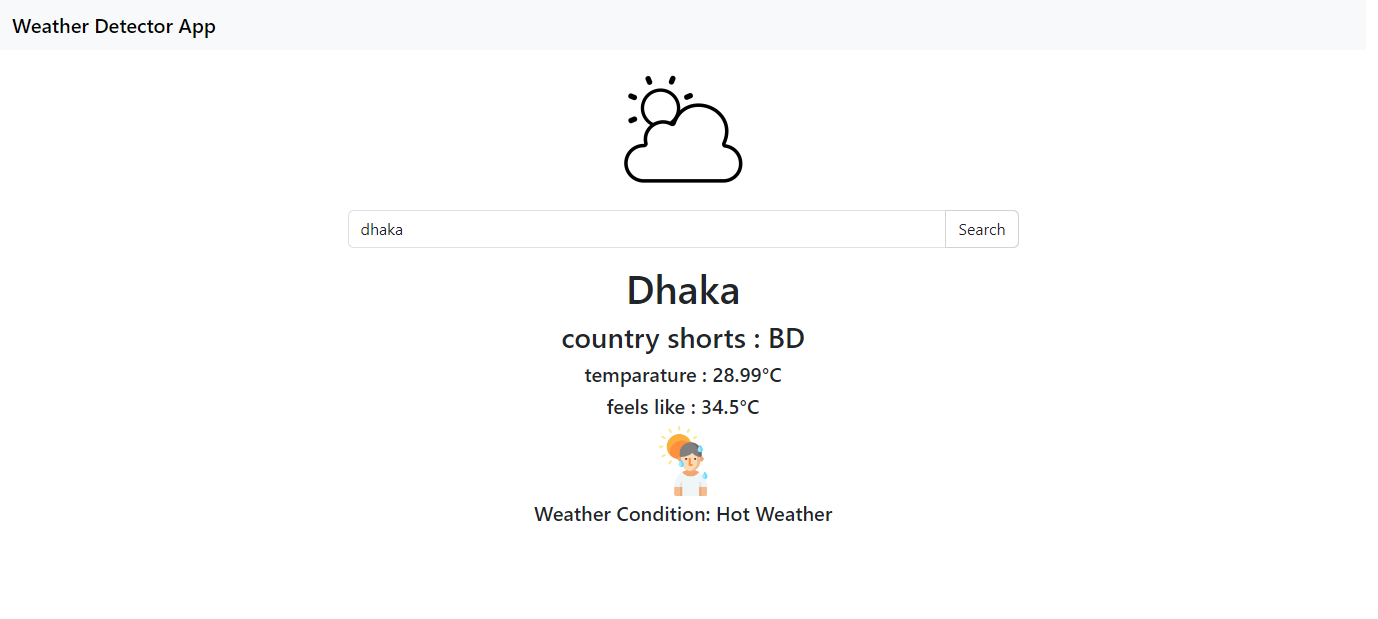 Weather Detector App
dhaka
Search
Dhaka
country shorts : BD
temparature : 28.99°C
feels like : 34.5°C
Weather Condition: Hot Weather